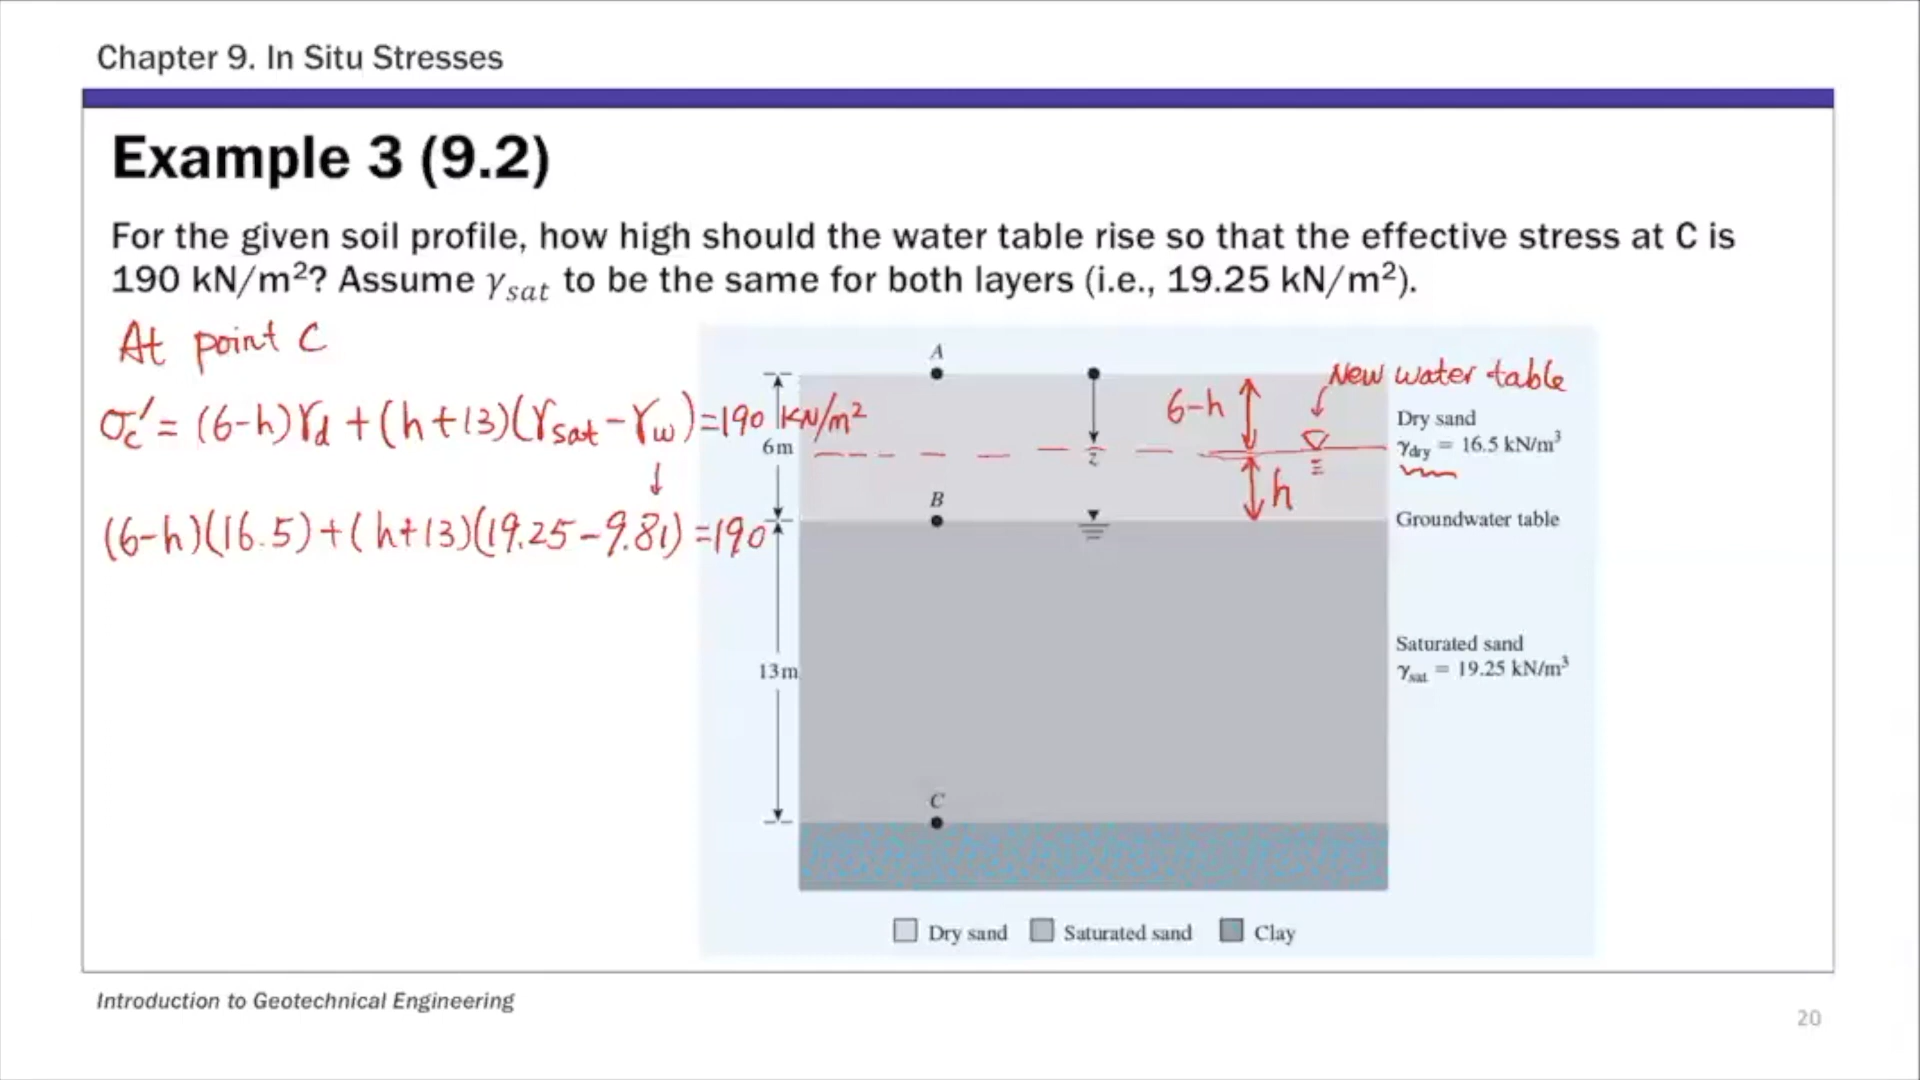 Chapter 9. In Situ Stresses
Example 3 (9.2)
For the given soil profile, how high should the water table rise so that the effective stress at C is
190 kN/m²? Assume γsat to be the same for both layers (i.e., 19.25 kN/m²).
At point C
σc′ = (6-h)γd + (h+13)(γsat - γw) = 190 kN/m²
↓
(6-h)(16.5) + (h+13)(19.25 - 9.81) = 190
A
New water table
6-h
Dry sand
γdry = 16.5 kN/m³
6m
z
h
B
Groundwater table
Saturated sand
γsat = 19.25 kN/m³
13m
C
Dry sand Saturated sand Clay
Introduction to Geotechnical Engineering
20